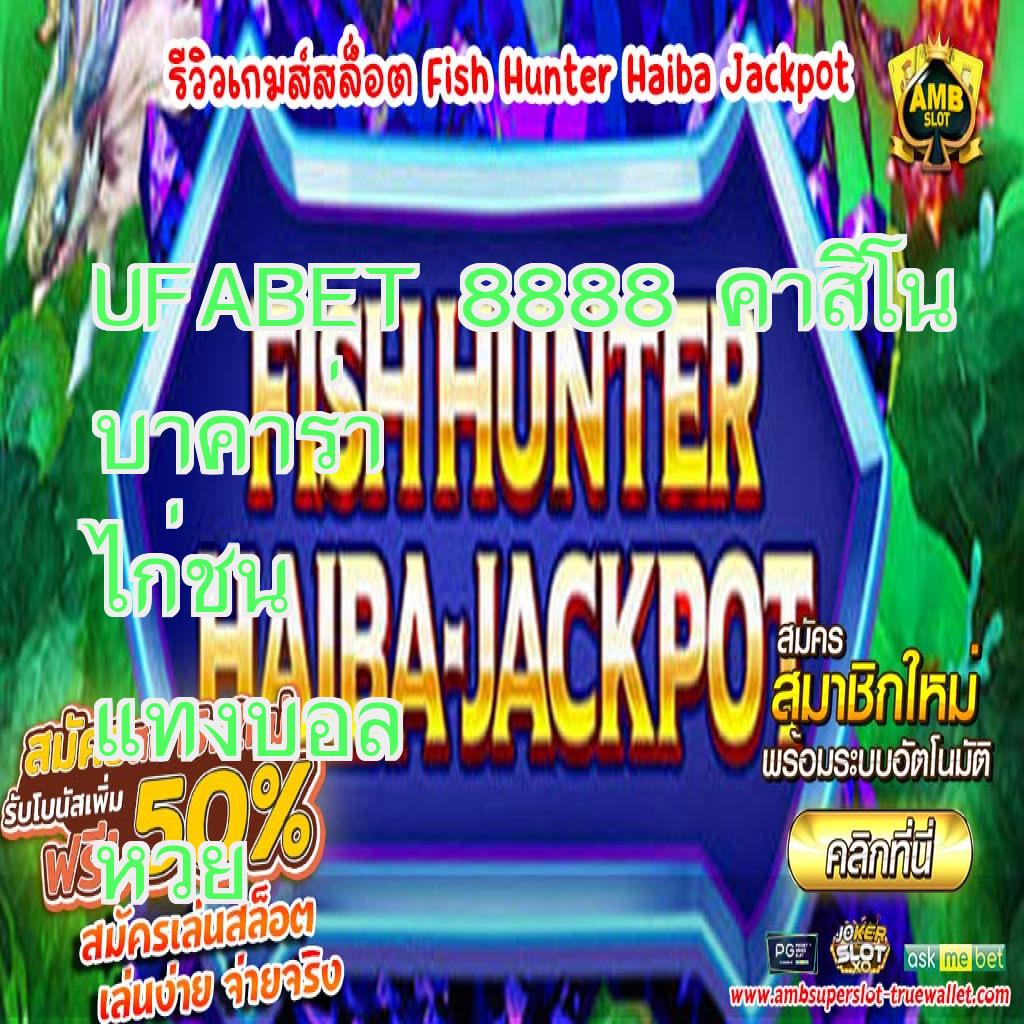 รีวิวเกมส์สล็อต Fish Hunter Haiba Jackpot
AMB
SLOT
UFABET 8888 คาสิโน
FISH HUNTER
บาคาร่า
ไก่ชน
HAIBA-JACKPOT
แทงบอล
หวย
สมัคร
สมาชิกใหม่
พร้อมระบบอัตโนมัติ
คลิกที่นี่
รับโบนัสเพิ่ม
ฟรี 50%
สมัครเล่นสล็อต
เล่นง่าย จ่ายจริง
PG
JOKER
SLOT
XO
ask me bet
www.ambsuperslot-truewallet.com